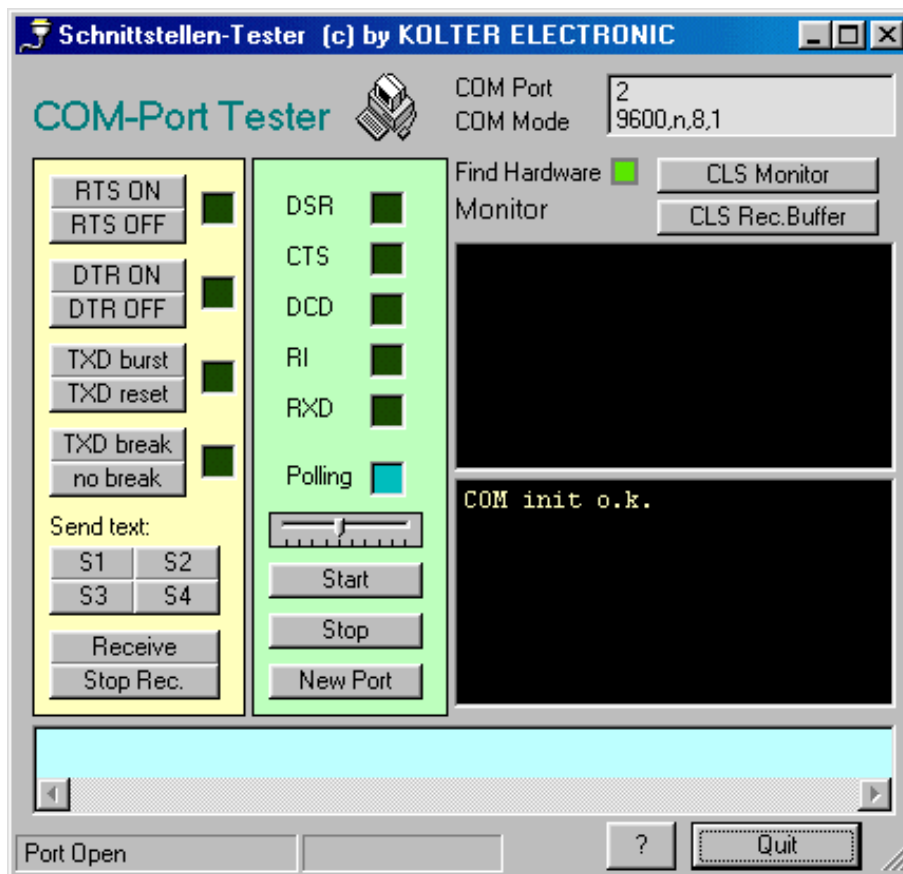 Schnittstellen-Tester (c) by KOLTER ELECTRONIC
COM-Port Tester
COM Port
COM Mode
2
9600,n,8,1
RTS ON
RTS OFF
DTR ON
DTR OFF
TXD burst
TXD reset
TXD break
no break
Send text:
S1 S2
S3 S4
Receive
Stop Rec.
DSR
CTS
DCD
RI
RXD
Polling
Start
Stop
New Port
Find Hardware
Monitor
CLS Monitor
CLS Rec.Buffer
COM init o.k.
Port Open
?
Quit